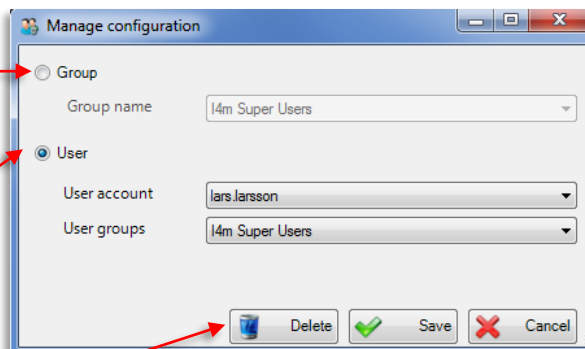 Manage configuration
Group
Group name I4m Super Users
User
User account lars.larsson
User groups I4m Super Users
Delete Save Cancel